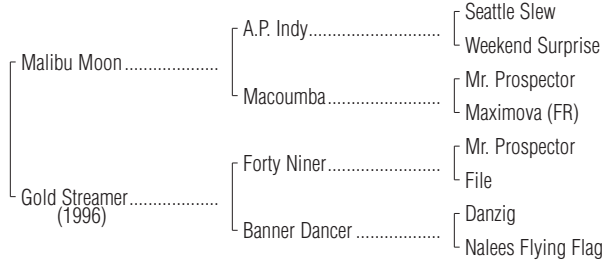 Seattle Slew
A.P. Indy
Weekend Surprise
Malibu Moon
Mr. Prospector
Macoumba
Maximova (FR)
Mr. Prospector
Forty Niner
File
Gold Streamer
(1996)
Danzig
Banner Dancer
Nalees Flying Flag